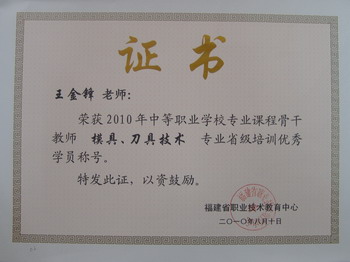 证书
王金锋 老师：
荣获2010年中等职业学校专业课程骨干
教师 模具、刀具技术 专业省级培训优秀
学员称号。
特发此证，以资鼓励。
福建省职业技术教育中心
二〇一〇年八月十日